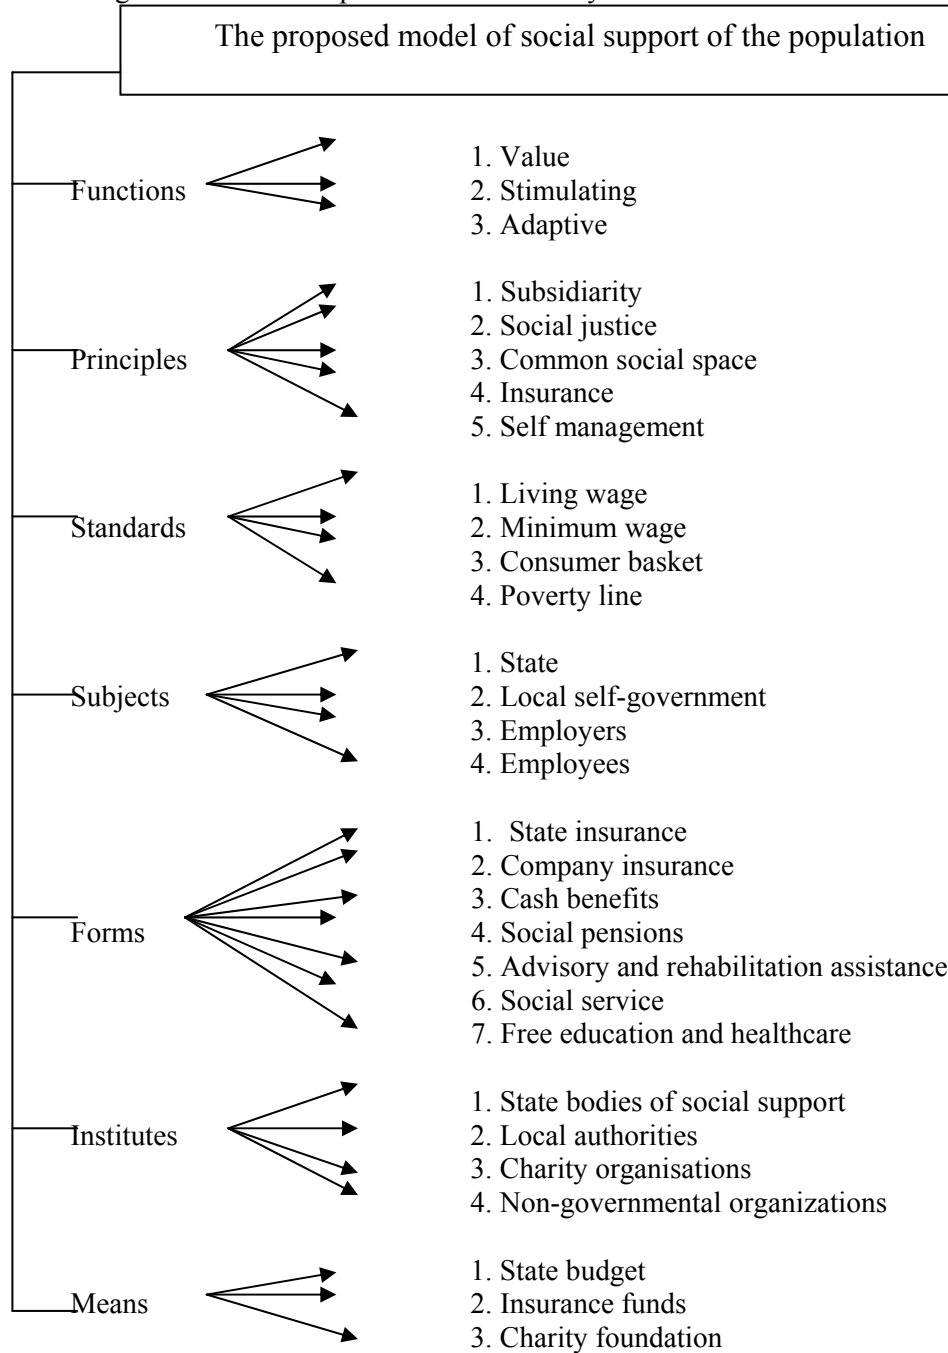 The proposed model of social support of the population
Functions
1. Value
2. Stimulating
3. Adaptive
Principles
1. Subsidiarity
2. Social justice
3. Common social space
4. Insurance
5. Self management
Standards
1. Living wage
2. Minimum wage
3. Consumer basket
4. Poverty line
Subjects
1. State
2. Local self-government
3. Employers
4. Employees
Forms
1. State insurance
2. Company insurance
3. Cash benefits
4. Social pensions
5. Advisory and rehabilitation assistance
6. Social service
7. Free education and healthcare
Institutes
1. State bodies of social support
2. Local authorities
3. Charity organisations
4. Non-governmental organizations
Means
1. State budget
2. Insurance funds
3. Charity foundation